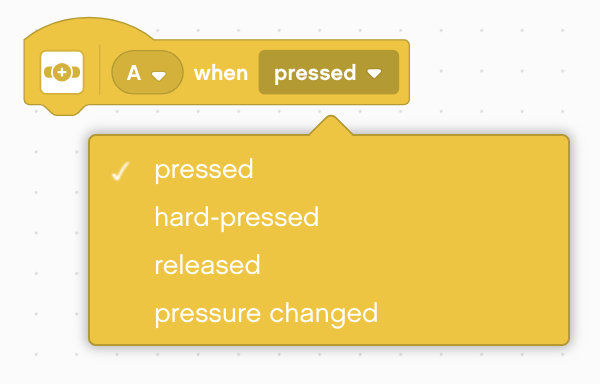 A when pressed
pressed
hard-pressed
released
pressure changed